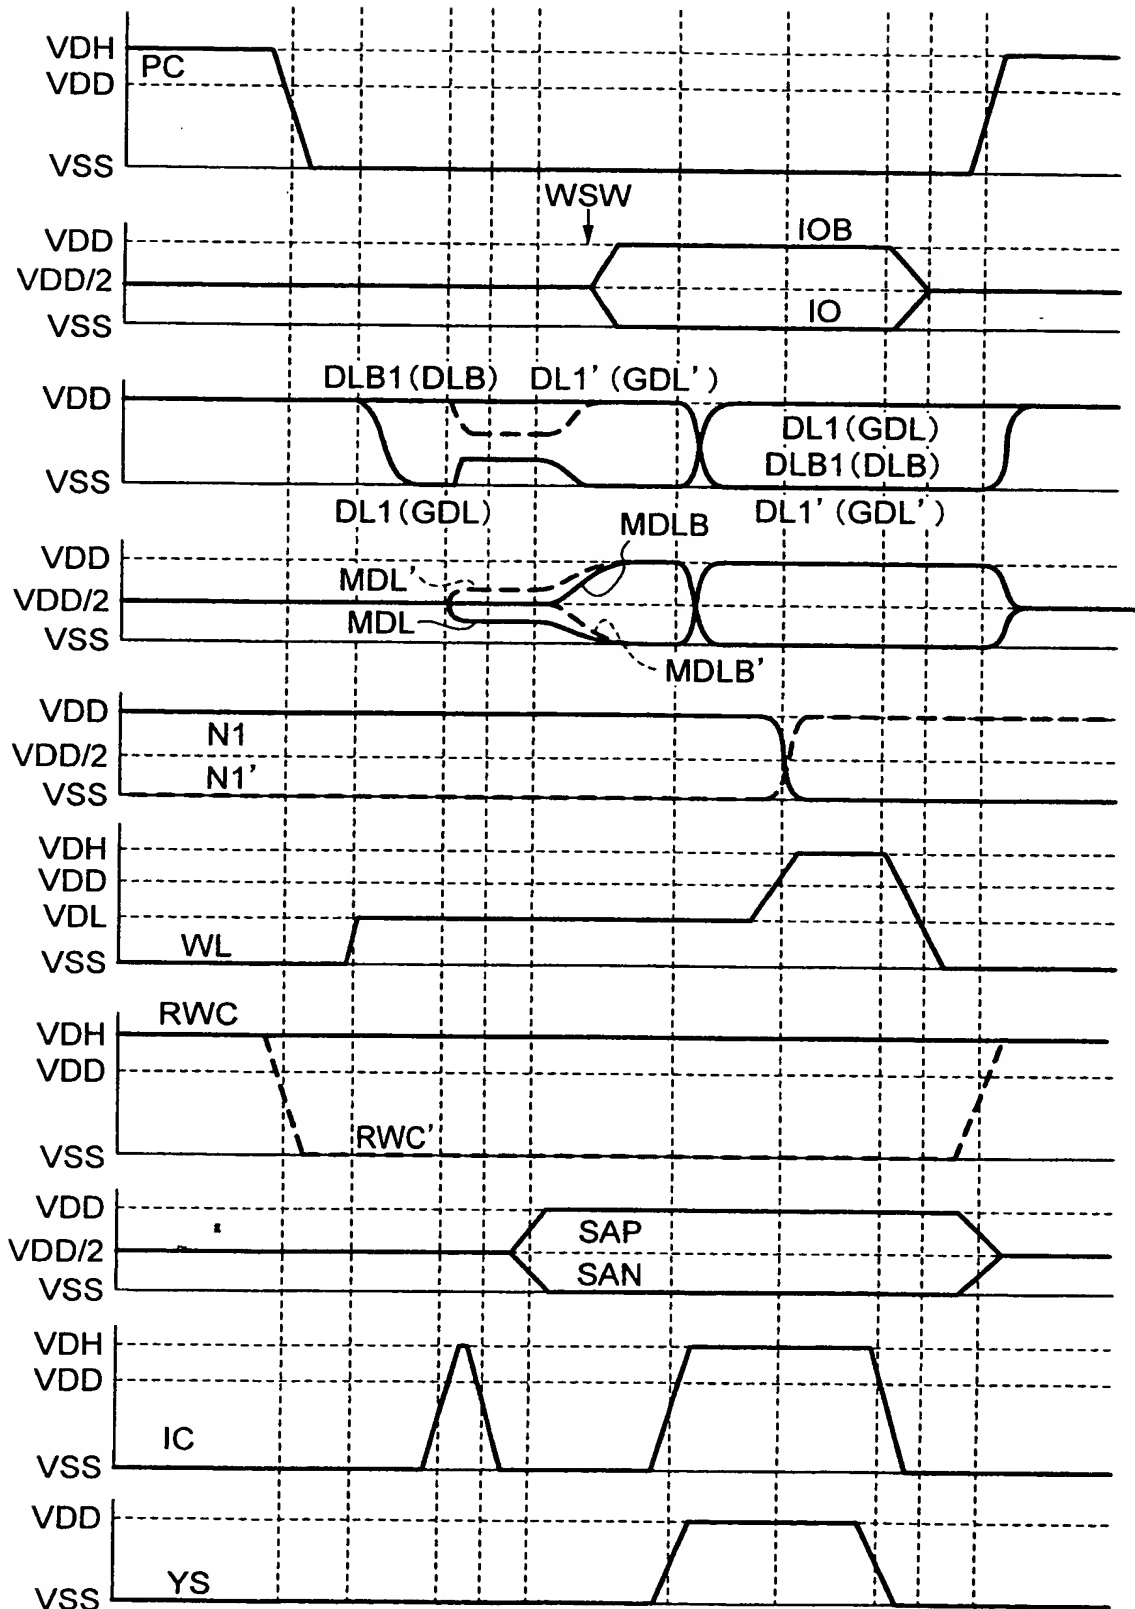 VDH
PC
VDD
VSS
WSW
VDD
IOB
VDD/2
VSS
IO
DLB1(DLB) DL1'(GDL')
VDD
DL1(GDL)
DLB1(DLB)
VSS
DL1(GDL) DL1'(GDL')
MDLB
VDD
MDL'
VDD/2
MDL
VSS
MDLB'
VDD
N1
VDD/2
N1'
VSS
VDH
VDD
VDL
WL
VSS
RWC
VDH
VDD
RWC'
VSS
VDD
SAP
VDD/2
SAN
VSS
VDH
VDD
IC
VSS
VDD
YS
VSS